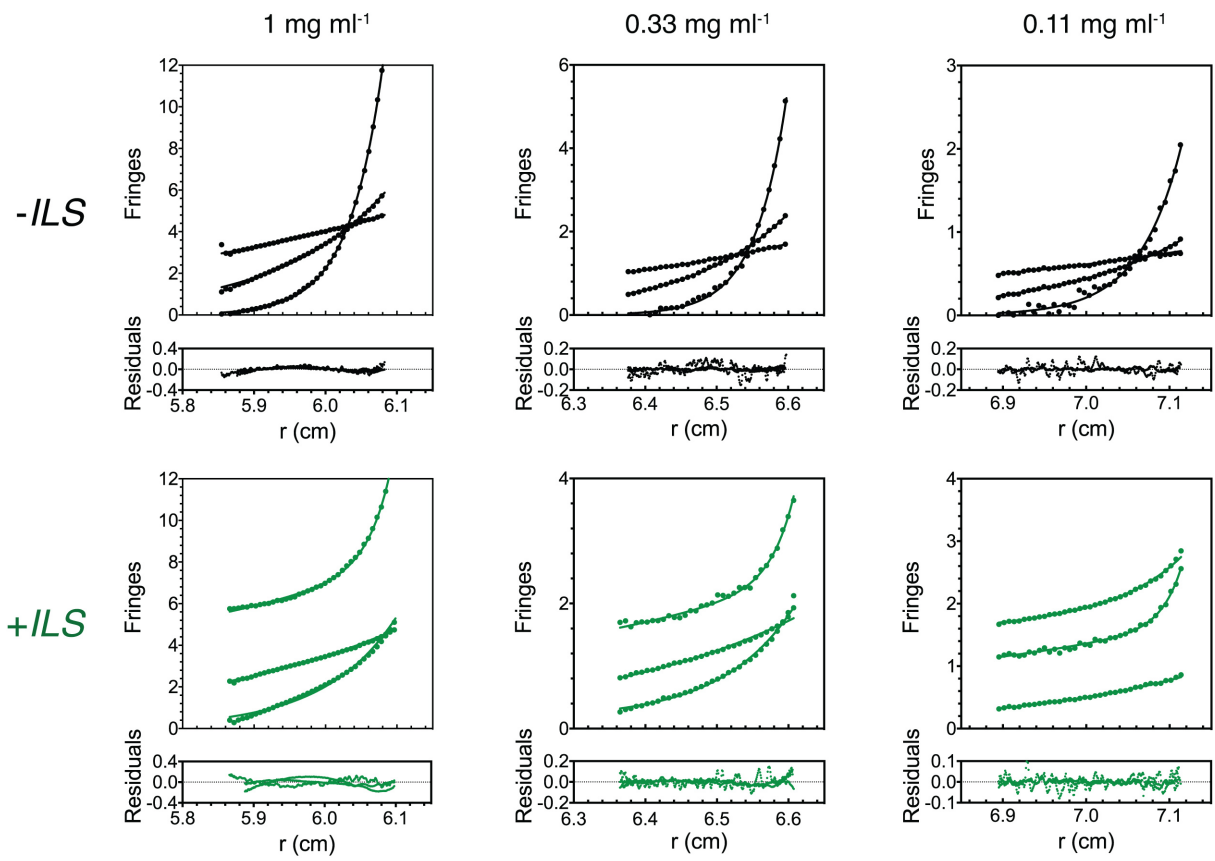 1 mg ml-1 0.33 mg ml-1 0.11 mg ml-1
-ILS
Fringes
12
10
8
6
4
2
0
Residuals
0.4
0.0
-0.4
5.8 5.9 6.0 6.1
r (cm)
Fringes
6
4
2
0
Residuals
0.2
0.0
-0.2
6.3 6.4 6.5 6.6
r (cm)
Fringes
3
2
1
0
Residuals
0.2
0.0
-0.2
6.9 7.0 7.1
r (cm)
+ILS
Fringes
12
10
8
6
4
2
0
Residuals
0.4
0.0
-0.4
5.8 5.9 6.0 6.1
r (cm)
Fringes
4
2
0
Residuals
0.2
0.0
-0.2
6.3 6.4 6.5 6.6
r (cm)
Fringes
4
3
2
1
0
Residuals
0.1
0.0
-0.1
6.9 7.0 7.1
r (cm)